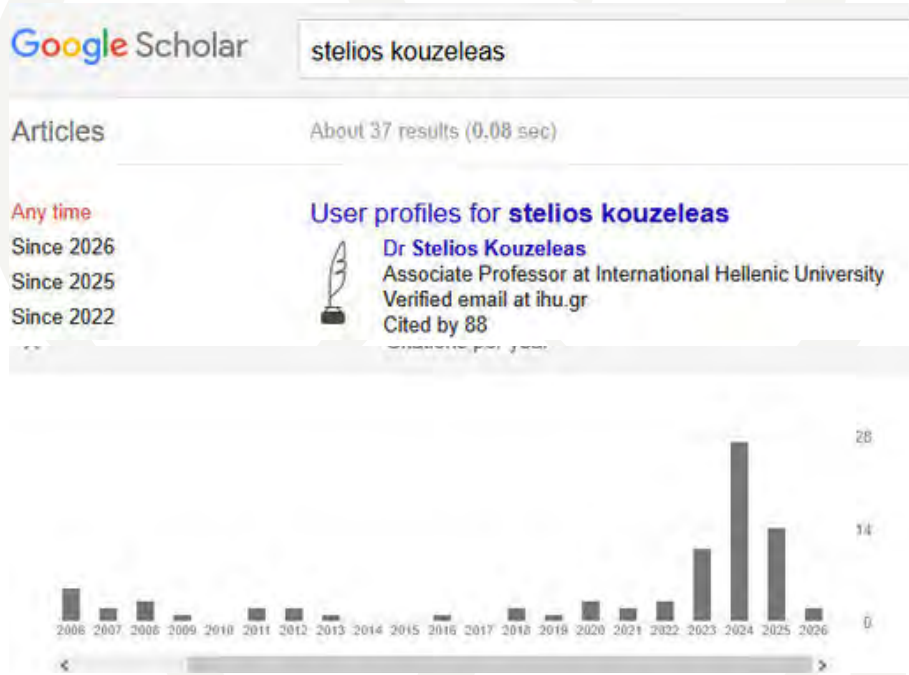 Google Scholar
stelios kouzeleas
Articles
About 37 results (0.08 sec)
Any time
Since 2026
Since 2025
Since 2022
User profiles for stelios kouzeleas
Dr Stelios Kouzeleas
Associate Professor at International Hellenic University
Verified email at ihu.gr
Cited by 88
28
14
0
2006 2007 2008 2009 2010 2011 2012 2013 2014 2015 2016 2017 2018 2019 2020 2021 2022 2023 2024 2025 2026